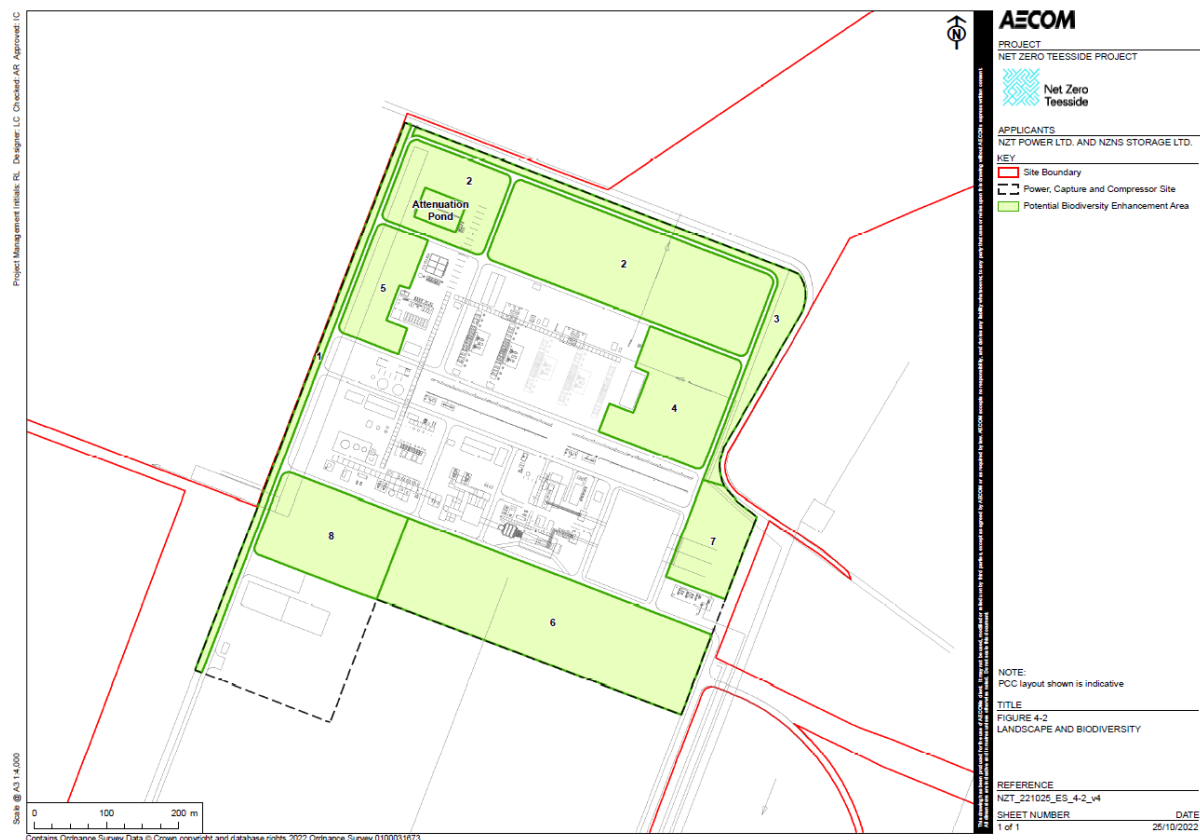 Project Management Initials: RL Designer: LC Checked: AR Approved: IC
Scale @ A3 1:4,000
N
2
Attenuation
Pond
2
5
3
1
4
8
7
6
0 100 200 m
Contains Ordnance Survey Data © Crown copyright and database rights 2022 Ordnance Survey 0100031673
AECOM
PROJECT
NET ZERO TEESSIDE PROJECT
Net Zero
Teesside
APPLICANTS
NZT POWER LTD. AND NZNS STORAGE LTD.
KEY
Site Boundary
Power, Capture and Compressor Site
Potential Biodiversity Enhancement Area
NOTE:
PCC layout shown is indicative
TITLE
FIGURE 4-2
LANDSCAPE AND BIODIVERSITY
REFERENCE
NZT_221025_ES_4-2_v4
SHEET NUMBER DATE
1 of 1 25/10/2022